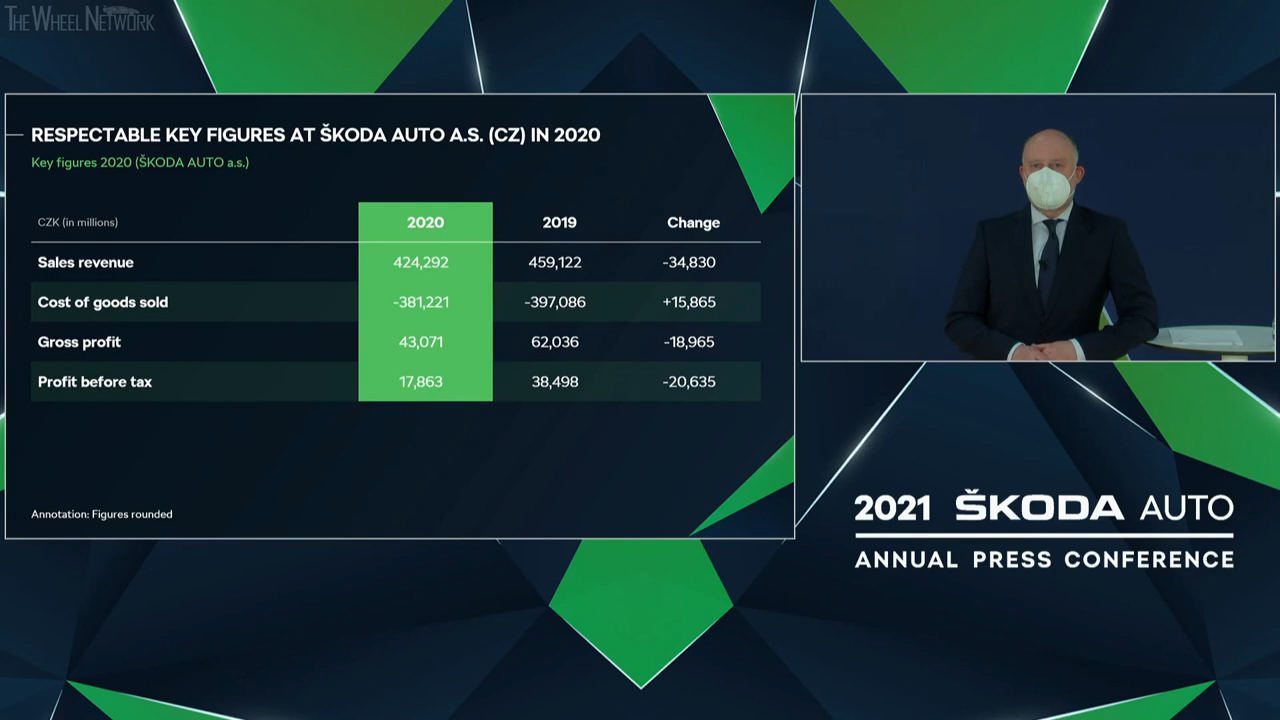 THE WHEEL NETWORK
RESPECTABLE KEY FIGURES AT ŠKODA AUTO A.S. (CZ) IN 2020
Key figures 2020 (ŠKODA AUTO a.s.)
CZK (in millions) 2020 2019 Change
Sales revenue 424,292 459,122 -34,830
Cost of goods sold -381,221 -397,086 +15,865
Gross profit 43,071 62,036 -18,965
Profit before tax 17,863 38,498 -20,635
Annotation: Figures rounded
2021 ŠKODA AUTO
ANNUAL PRESS CONFERENCE